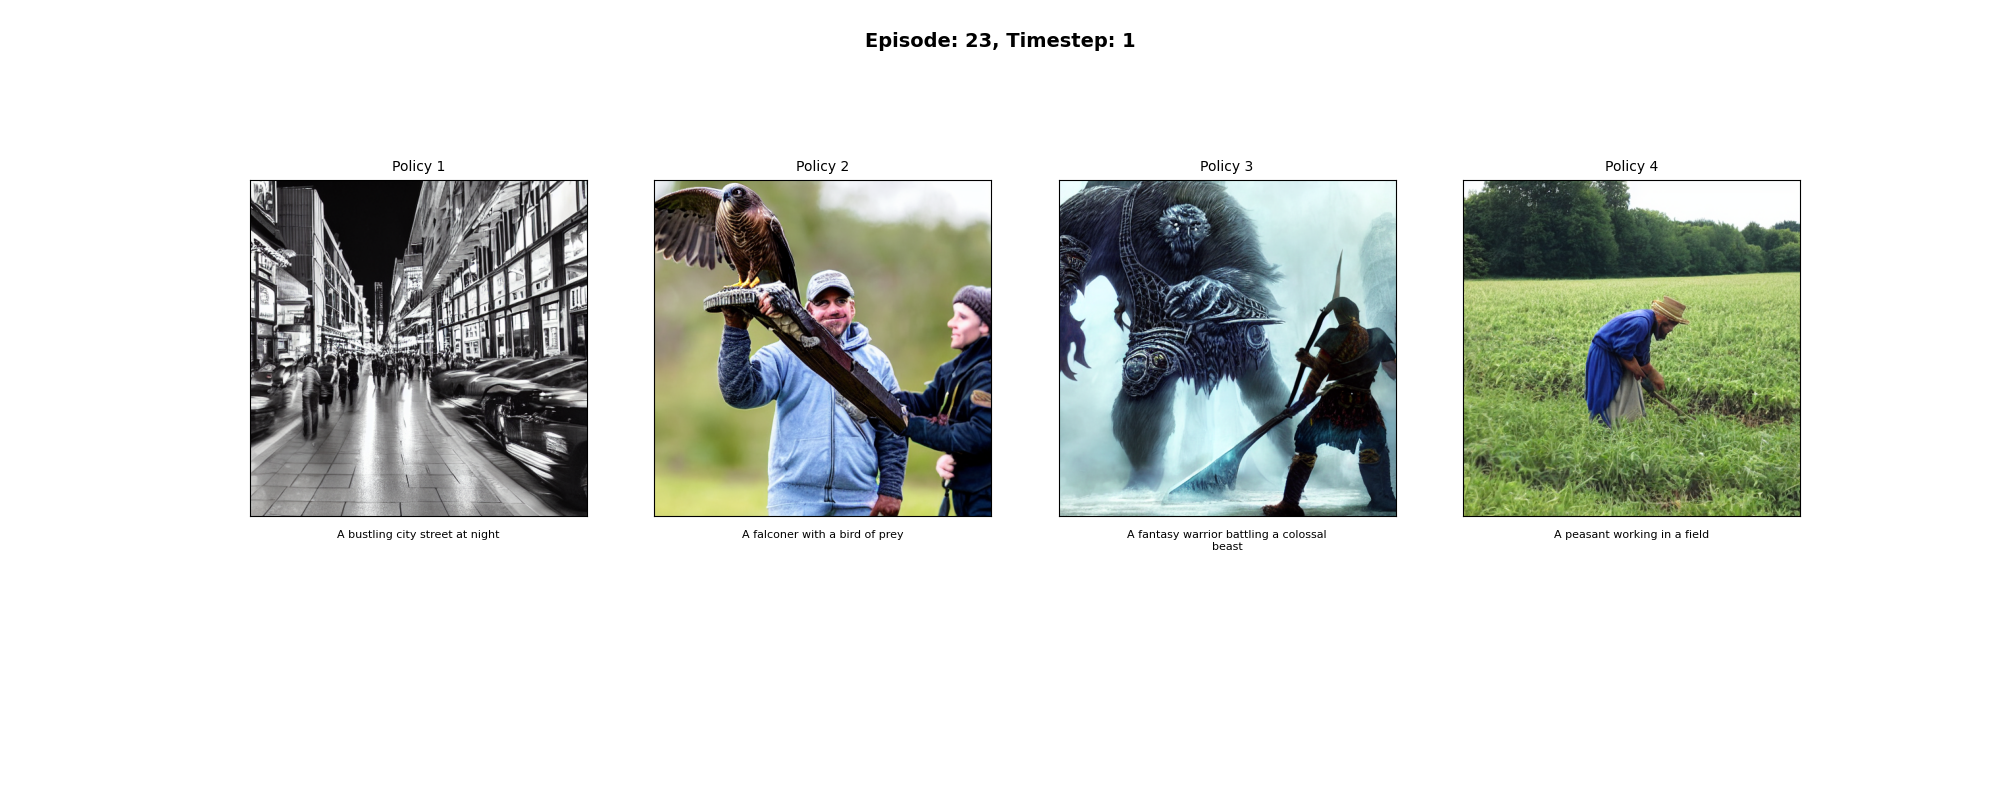 Episode: 23, Timestep: 1
Policy 1
Policy 2
Policy 3
Policy 4
A bustling city street at night
A falconer with a bird of prey
A fantasy warrior battling a colossal
beast
A peasant working in a field